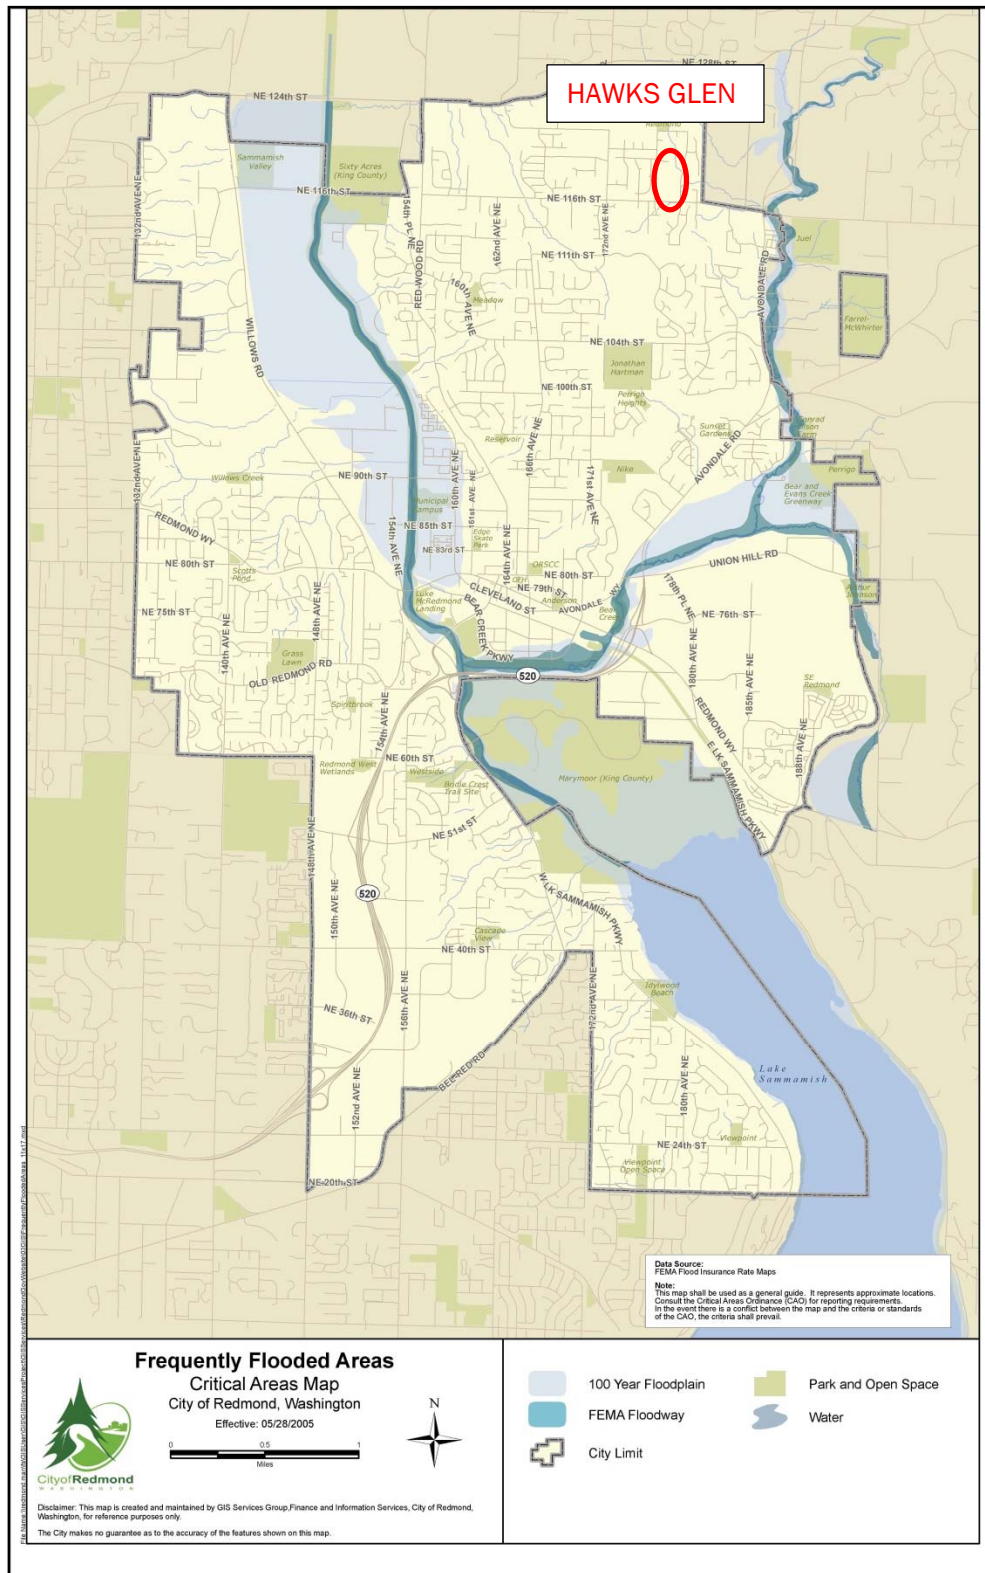 NE 128th ST
HAWKS GLEN
NE 124th ST
Redmond
Sammamish
Valley
Sixty Acres
(King County)
NE 116th ST
NE 116th ST
132nd AVE NE
154th PL NE
RED-WOOD RD
162nd AVE NE
172nd AVE NE
NE 111th ST
Juel
AVONDALE RD
160th AVE NE
Meadow
Farrel-
McWhirter
WILLOWS RD
NE 104th ST
Jonathan
Hartman
NE 100th ST
Perrigo
Heights
Sunset
Gardens
Conrad
Olson
Farm
AVONDALE RD
Reservoir
166th AVE NE
132nd AVE NE
Willows Creek
NE 90th ST
160th AVE NE
161st AVE NE
171st AVE NE
Nike
Perrigo
Bear and
Evans Creek
Greenway
Municipal
Campus
REDMOND WY
154th AVE NE
NE 85th ST
Edge
Skate
Park
NE 83rd ST
164th AVE NE
ORSCC
NE 80th ST
NE 80th ST
Scotts
Pond
UNION HILL RD
OEH
NE 79th ST
178th PL NE
CLEVELAND ST
Anderson
AVONDALE WY
Arthur
Johnson
Luke
McRedmond
Landing
BEAR CREEK PKWY
Bear
Creek
NE 75th ST
NE 76th ST
140th AVE NE
148th AVE NE
Grass
Lawn
OLD REDMOND RD
180th AVE NE
185th AVE NE
520
SE
Redmond
Spiritbrook
154th AVE NE
REDMOND WY
188th AVE NE
NE 60th ST
Redmond West
Wetlands
Westside
Bridle Crest
Trail Site
Marymoor (King County)
E LK SAMMAMISH PKWY
NE 51st ST
148th AVE NE
520
150th AVE NE
W LK SAMMAMISH PKWY
Cascade
View
NE 40th ST
Idylwood
Beach
156th AVE NE
172nd AVE NE
NE 36th ST
Lake
Sammamish
BEL-RED RD
152nd AVE NE
180th AVE NE
Viewpoint
NE 24th ST
Viewpoint
Open Space
NE 20th ST
Data Source:
FEMA Flood Insurance Rate Maps
Note:
This map shall be used as a general guide. It represents approximate locations.
Consult the Critical Areas Ordinance (CAO) for reporting requirements.
In the event there is a conflict between the map and the criteria or standards
of the CAO, the criteria shall prevail.
Frequently Flooded Areas
Critical Areas Map
City of Redmond, Washington
Effective: 05/28/2005
N
0 0.5 1
Miles
CityofRedmond
WASHINGTON
Disclaimer: This map is created and maintained by GIS Services Group,Finance and Information Services, City of Redmond,
Washington, for reference purposes only.
The City makes no guarantee as to the accuracy of the features shown on this map.
100 Year Floodplain
FEMA Floodway
City Limit
Park and Open Space
Water